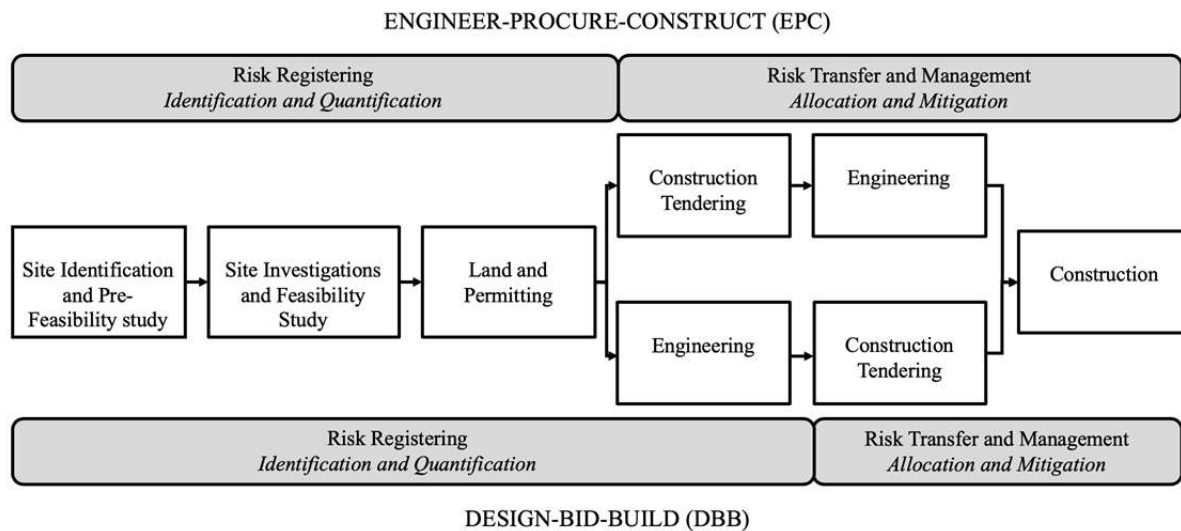 ENGINEER-PROCURE-CONSTRUCT (EPC)
Risk Registering
Identification and Quantification
Risk Transfer and Management
Allocation and Mitigation
Construction
Tendering
Engineering
Site Identification
and Pre-
Feasibility study
Site Investigations
and Feasibility
Study
Land and
Permitting
Construction
Engineering
Construction
Tendering
Risk Registering
Identification and Quantification
Risk Transfer and Management
Allocation and Mitigation
DESIGN-BID-BUILD (DBB)